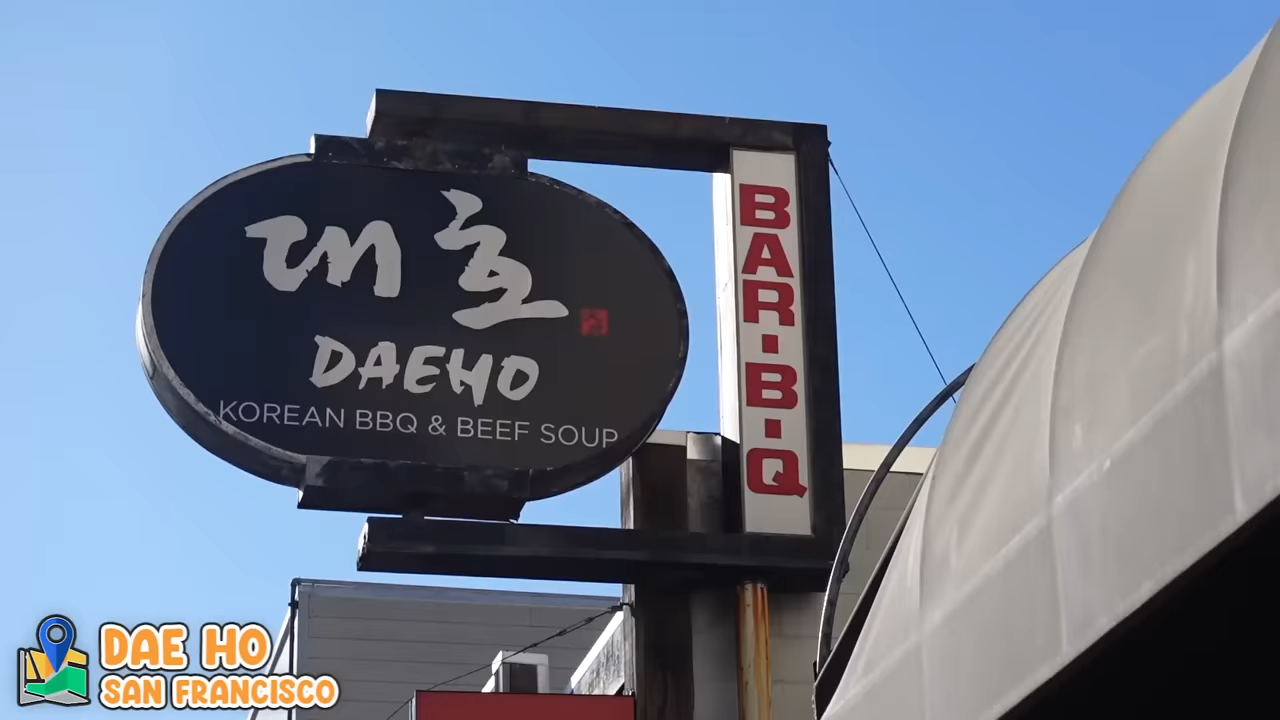 대호
DAEHO
KOREAN BBQ & BEEF SOUP
BAR-B-Q
DAE HO
SAN FRANCISCO